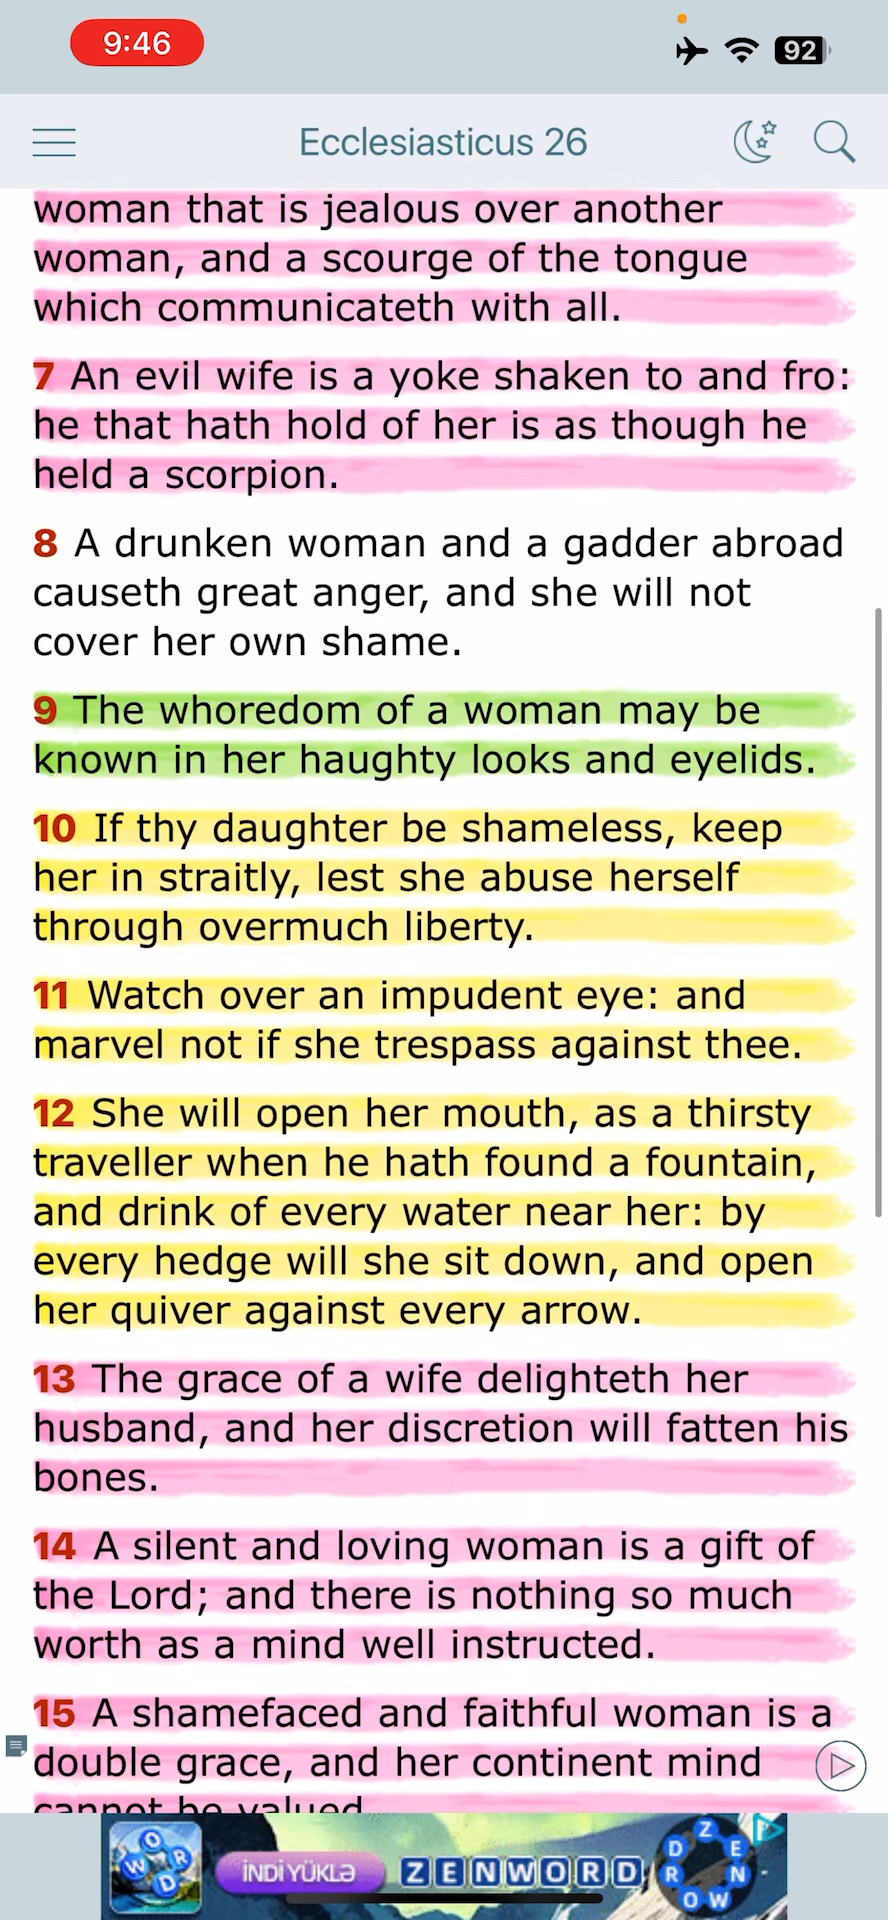 9:46
92
Ecclesiasticus 26
woman that is jealous over another
woman, and a scourge of the tongue
which communicateth with all.
7 An evil wife is a yoke shaken to and fro:
he that hath hold of her is as though he
held a scorpion.
8 A drunken woman and a gadder abroad
causeth great anger, and she will not
cover her own shame.
9 The whoredom of a woman may be
known in her haughty looks and eyelids.
10 If thy daughter be shameless, keep
her in straitly, lest she abuse herself
through overmuch liberty.
11 Watch over an impudent eye: and
marvel not if she trespass against thee.
12 She will open her mouth, as a thirsty
traveller when he hath found a fountain,
and drink of every water near her: by
every hedge will she sit down, and open
her quiver against every arrow.
13 The grace of a wife delighteth her
husband, and her discretion will fatten his
bones.
14 A silent and loving woman is a gift of
the Lord; and there is nothing so much
worth as a mind well instructed.
15 A shamefaced and faithful woman is a
double grace, and her continent mind
cannot be valued
WORD
İNDİ YÜKLƏ
ZENWORD
ZENWORD